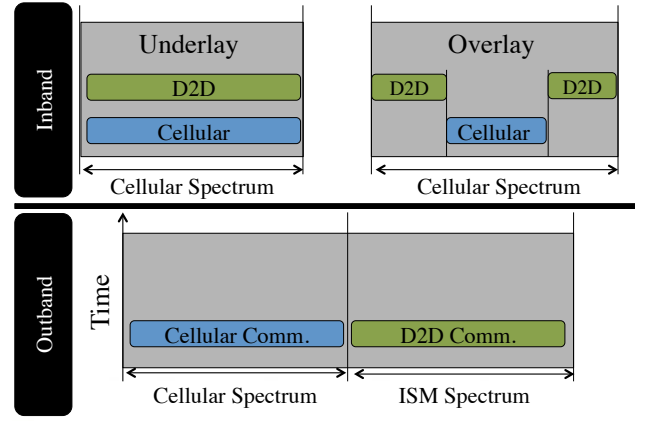 Inband
Underlay
D2D
Cellular
Cellular Spectrum
Overlay
D2D
D2D
Cellular
Cellular Spectrum
Outband
Time
Cellular Comm.
D2D Comm.
Cellular Spectrum
ISM Spectrum